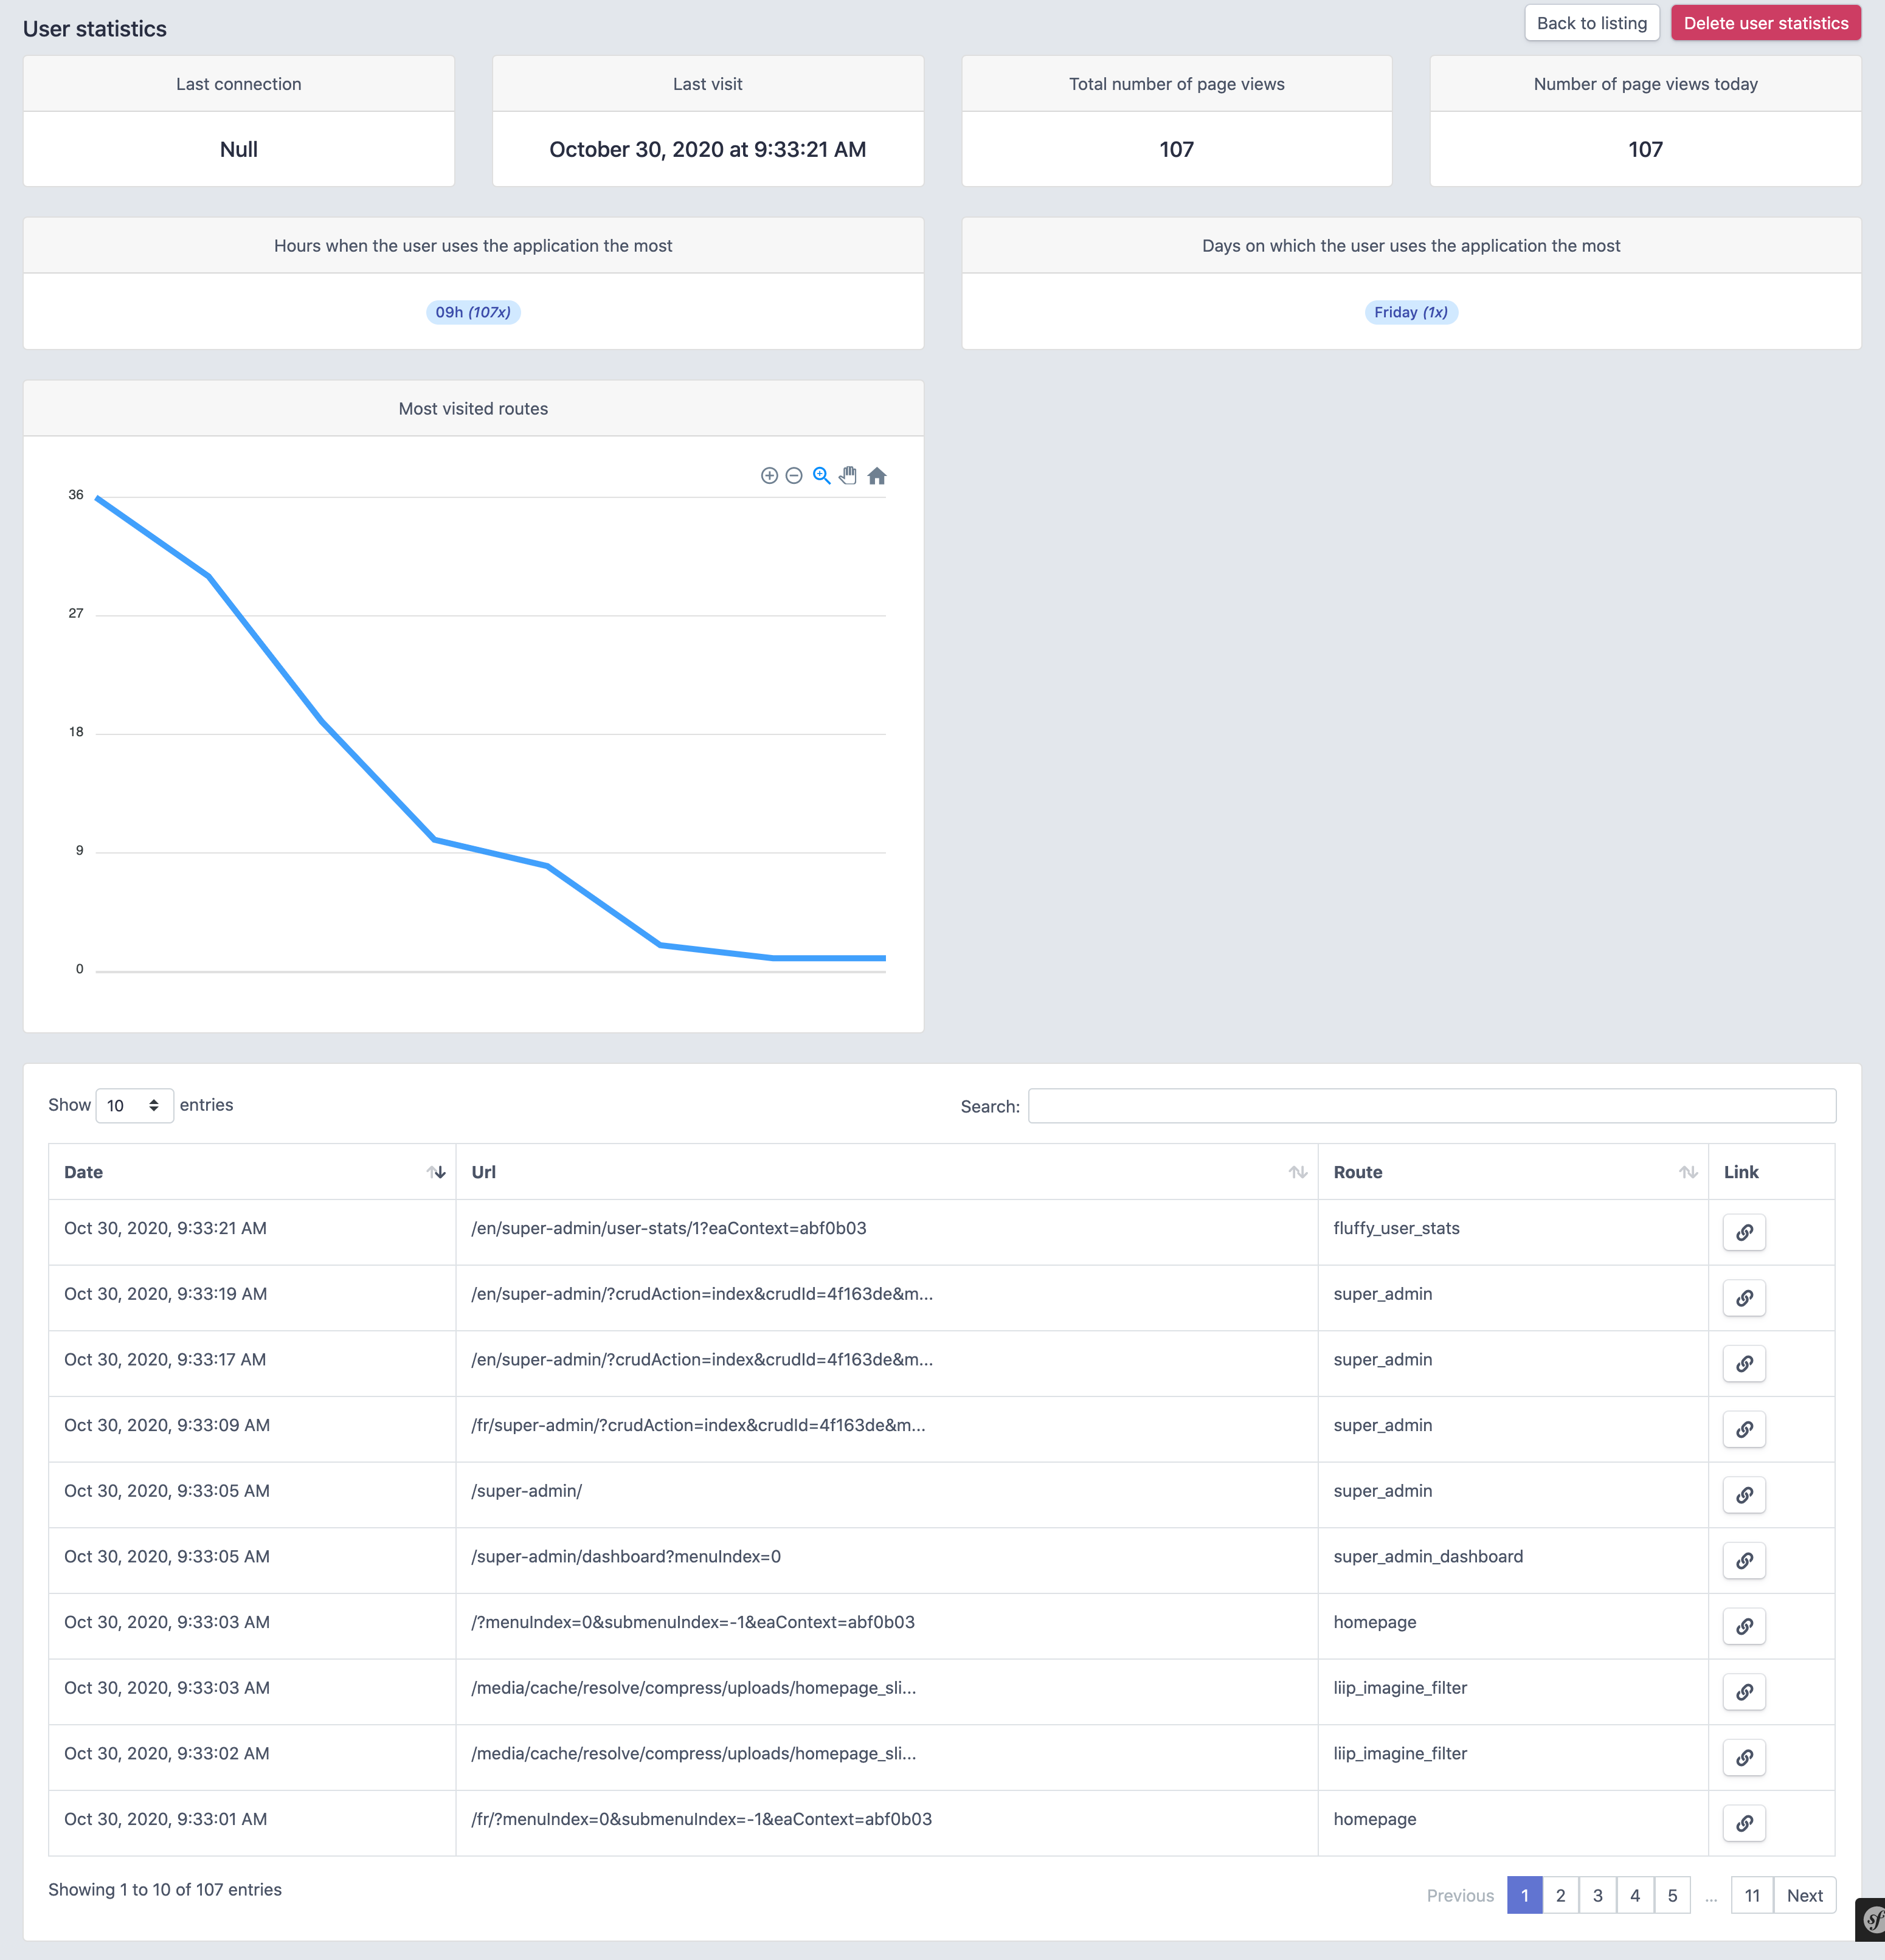 User statistics
Back to listing
Delete user statistics
Last connection
Null
Last visit
October 30, 2020 at 9:33:21 AM
Total number of page views
107
Number of page views today
107
Hours when the user uses the application the most
09h (107x)
Days on which the user uses the application the most
Friday (1x)
Most visited routes
36
27
18
9
0
Show 10 entries
Search:
Date Url Route Link
Oct 30, 2020, 9:33:21 AM /en/super-admin/user-stats/1?eaContext=abf0b03 fluffy_user_stats
Oct 30, 2020, 9:33:19 AM /en/super-admin/?crudAction=index&crudId=4f163de&m... super_admin
Oct 30, 2020, 9:33:17 AM /en/super-admin/?crudAction=index&crudId=4f163de&m... super_admin
Oct 30, 2020, 9:33:09 AM /fr/super-admin/?crudAction=index&crudId=4f163de&m... super_admin
Oct 30, 2020, 9:33:05 AM /super-admin/ super_admin
Oct 30, 2020, 9:33:05 AM /super-admin/dashboard?menuIndex=0 super_admin_dashboard
Oct 30, 2020, 9:33:03 AM /?menuIndex=0&submenuIndex=-1&eaContext=abf0b03 homepage
Oct 30, 2020, 9:33:03 AM /media/cache/resolve/compress/uploads/homepage_sli... liip_imagine_filter
Oct 30, 2020, 9:33:02 AM /media/cache/resolve/compress/uploads/homepage_sli... liip_imagine_filter
Oct 30, 2020, 9:33:01 AM /fr/?menuIndex=0&submenuIndex=-1&eaContext=abf0b03 homepage
Showing 1 to 10 of 107 entries
Previous 1 2 3 4 5 ... 11 Next
sf